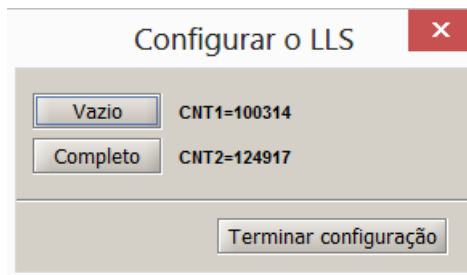 Configurar o LLS
Vazio CNT1=100314
Completo CNT2=124917
Terminar configuração